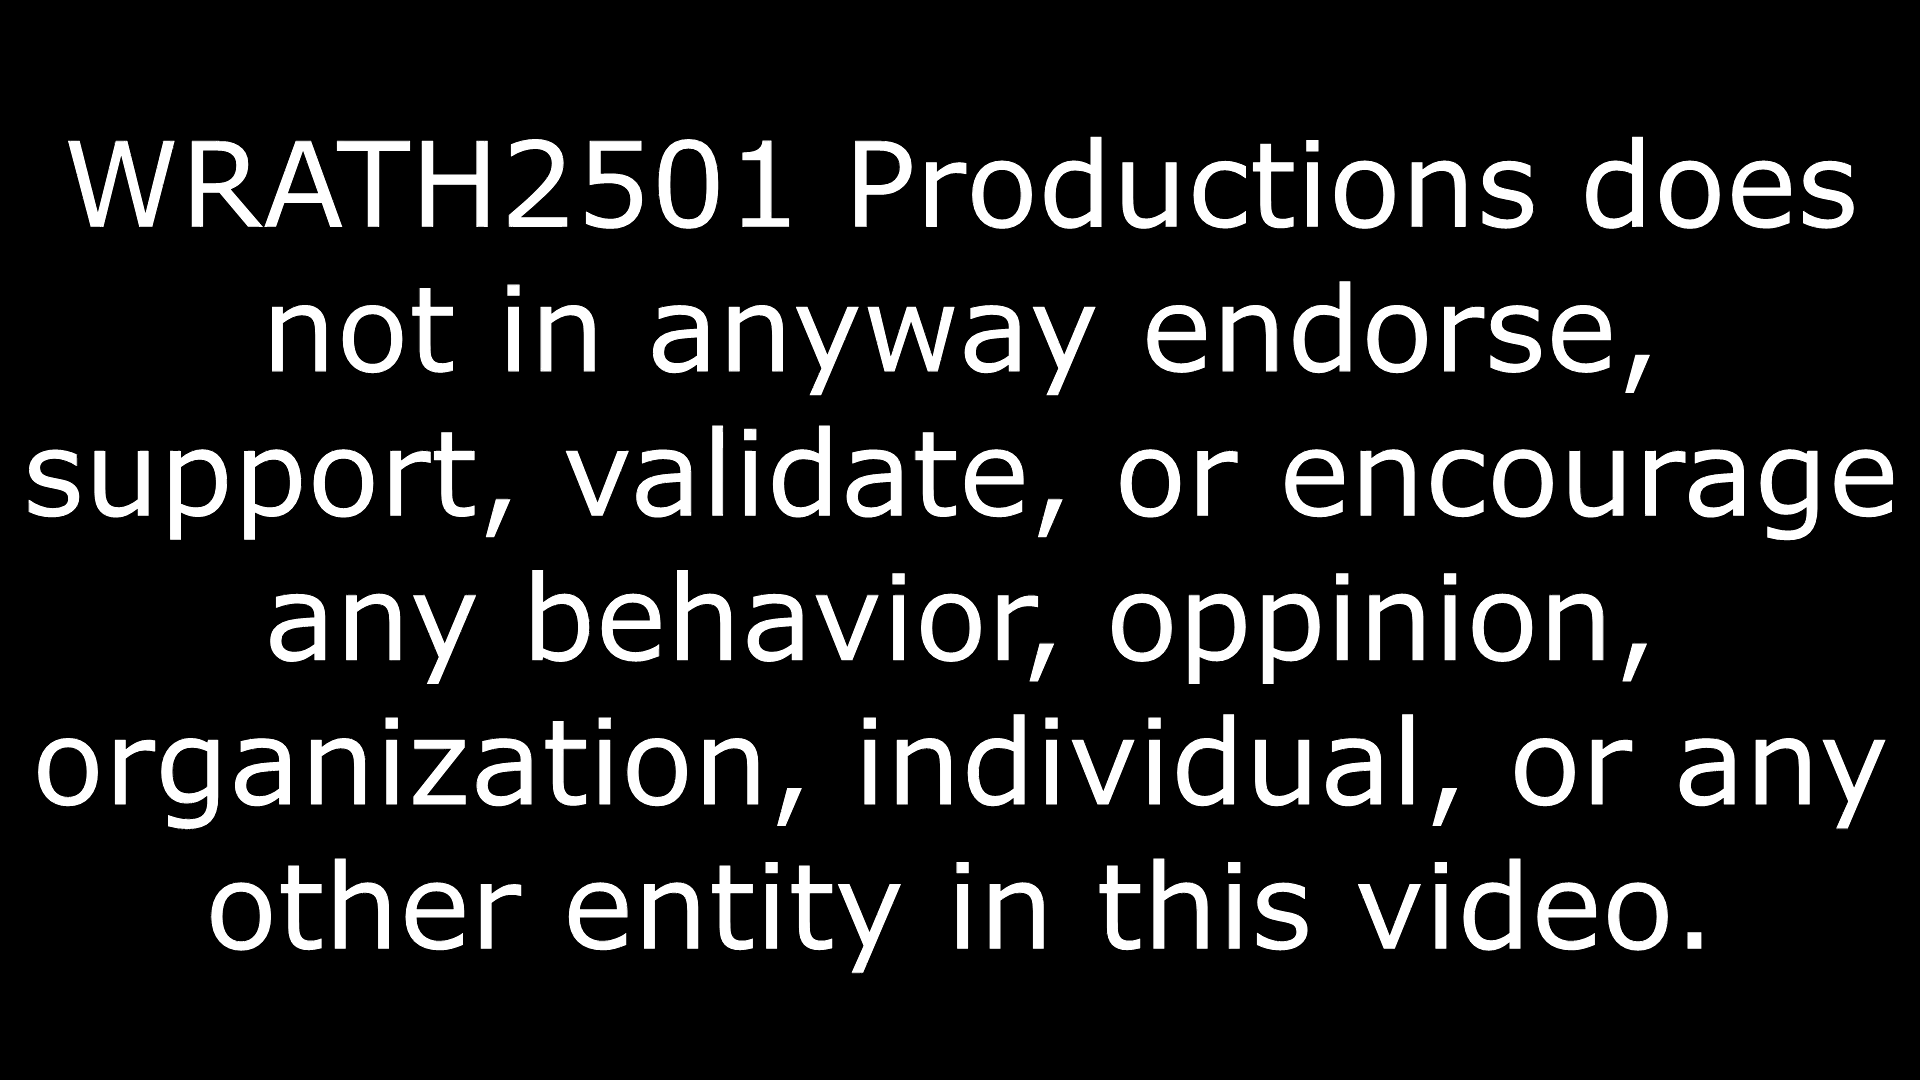 WRATH2501 Productions does
not in anyway endorse,
support, validate, or encourage
any behavior, oppinion,
organization, individual, or any
other entity in this video.